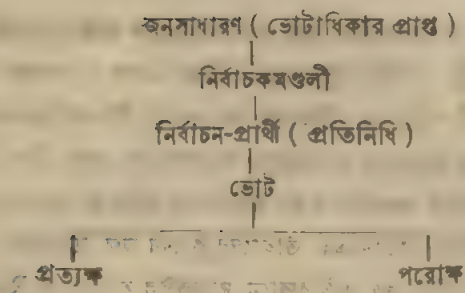 জনসাধারণ ( ভোটাধিকার প্রাপ্ত )
নির্বাচকমণ্ডলী
নির্বাচন-প্রার্থী ( প্রতিনিধি )
ভোট
প্রত্যক্ষ পরোক্ষ